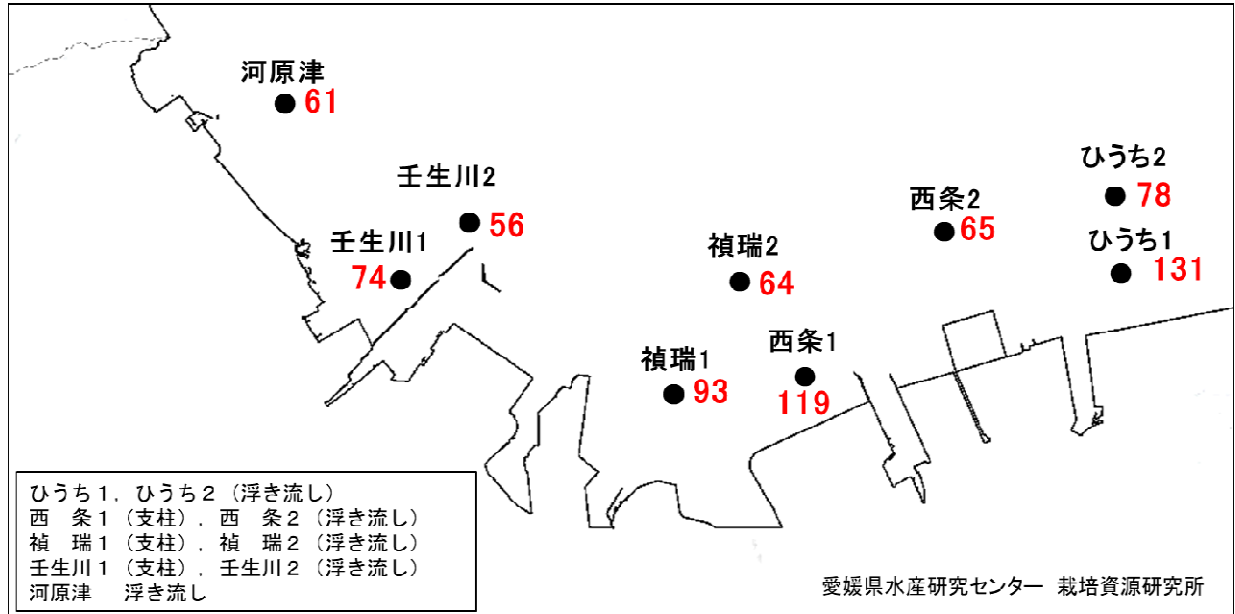 河原津
61
ひうち2
78
壬生川2
56
西条2
65
壬生川1
74
禎瑞2
64
ひうち1
131
禎瑞1
93
西条1
119
ひうち1，ひうち2（浮き流し）
西　条1（支柱），西　条2（浮き流し）
禎　瑞1（支柱），禎　瑞2（浮き流し）
壬生川1（支柱），壬生川2（浮き流し）
河原津　浮き流し
愛媛県水産研究センター 栽培資源研究所